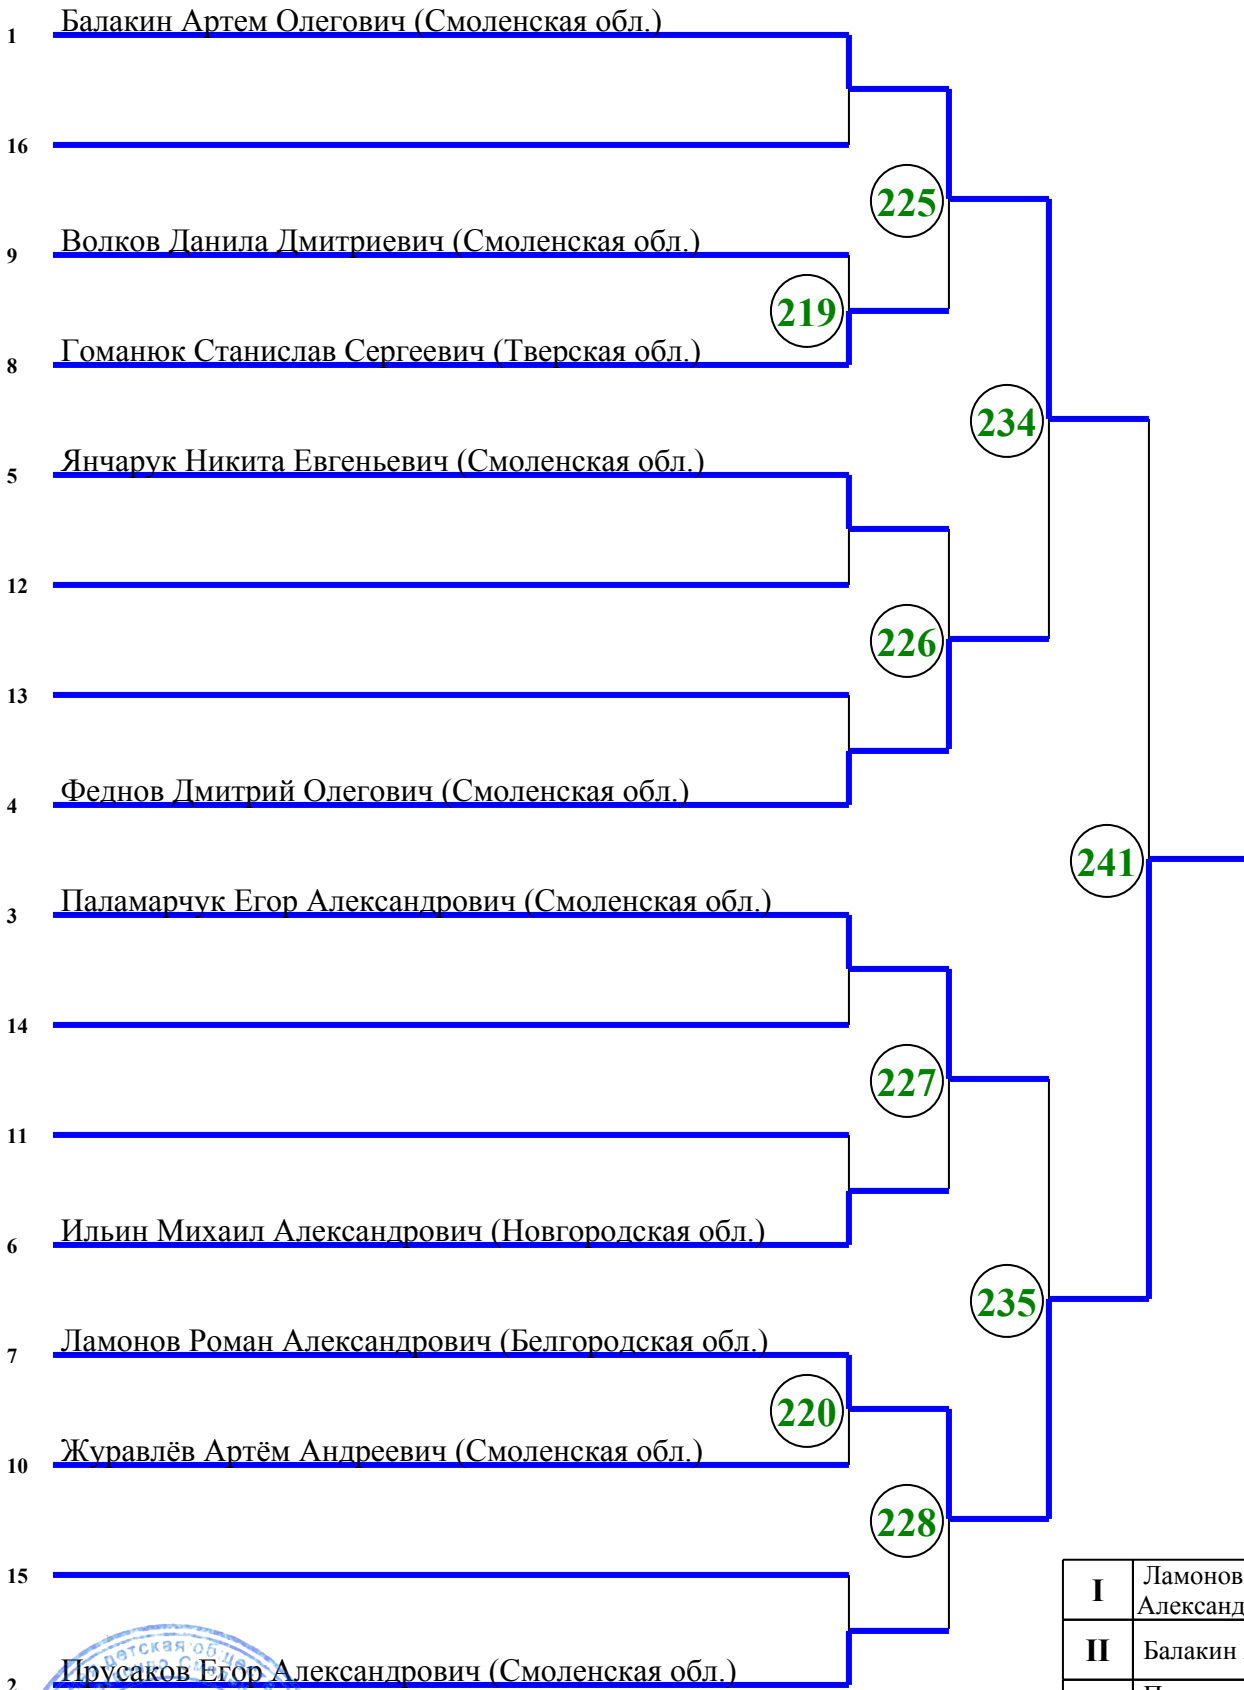 1 Балакин Артем Олегович (Смоленская обл.)
16
225
9 Волков Данила Дмитриевич (Смоленская обл.)
219
8 Гоманюк Станислав Сергеевич (Тверская обл.)
234
5 Янчарук Никита Евгеньевич (Смоленская обл.)
12
226
13
4 Феднов Дмитрий Олегович (Смоленская обл.)
241
3 Паламарчук Егор Александрович (Смоленская обл.)
14
227
11
6 Ильин Михаил Александрович (Новгородская обл.)
235
7 Ламонов Роман Александрович (Белгородская обл.)
220
10 Журавлёв Артём Андреевич (Смоленская обл.)
228
15
I Ламонов
Александ
II Балакин
детская
2 Прусаков Егор Александрович (Смоленская обл.)